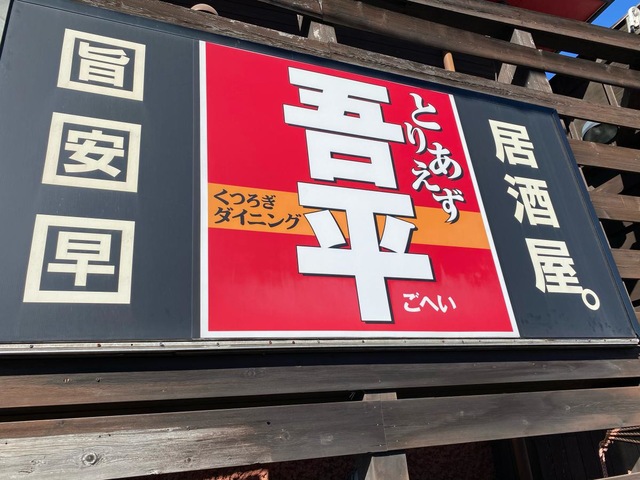 居酒屋。
とりあえず
吾平
ごへい
くつろぎ
ダイニング
旨
安
早